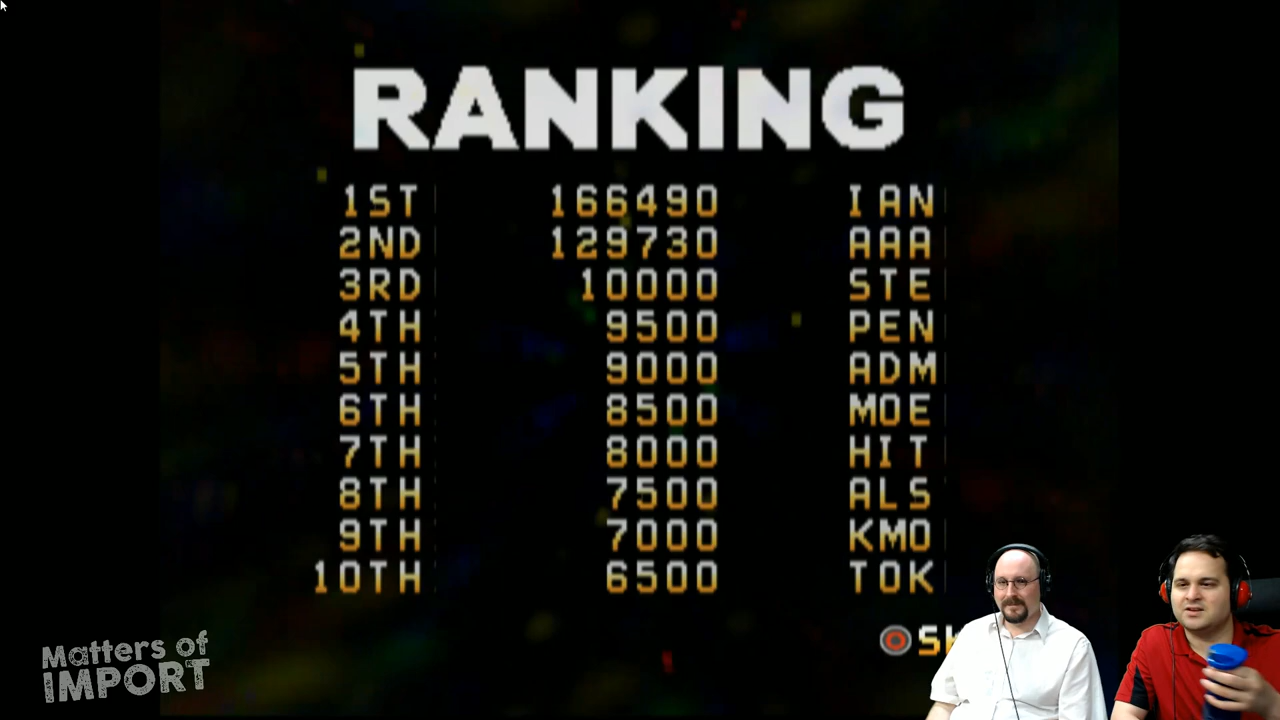 RANKING
1ST 166490 IAN
2ND 129730 AAA
3RD 10000 STE
4TH 9500 PEN
5TH 9000 ADM
6TH 8500 MOE
7TH 8000 HIT
8TH 7500 ALS
9TH 7000 KMO
10TH 6500 TOK
Matters of
IMPORT